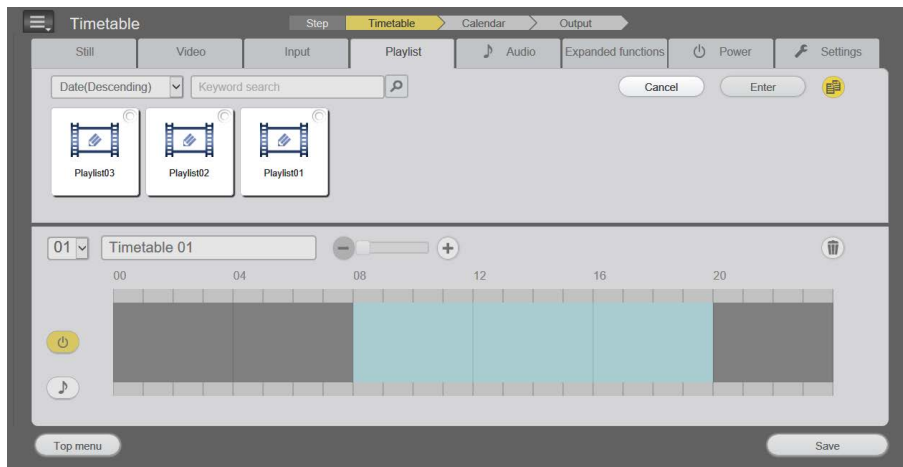 Timetable
Step Timetable Calendar Output
Still Video Input Playlist Audio Expanded functions Power Settings
Date(Descending) Keyword search Cancel Enter
Playlist03 Playlist02 Playlist01
01 Timetable 01
00 04 08 12 16 20
Top menu Save